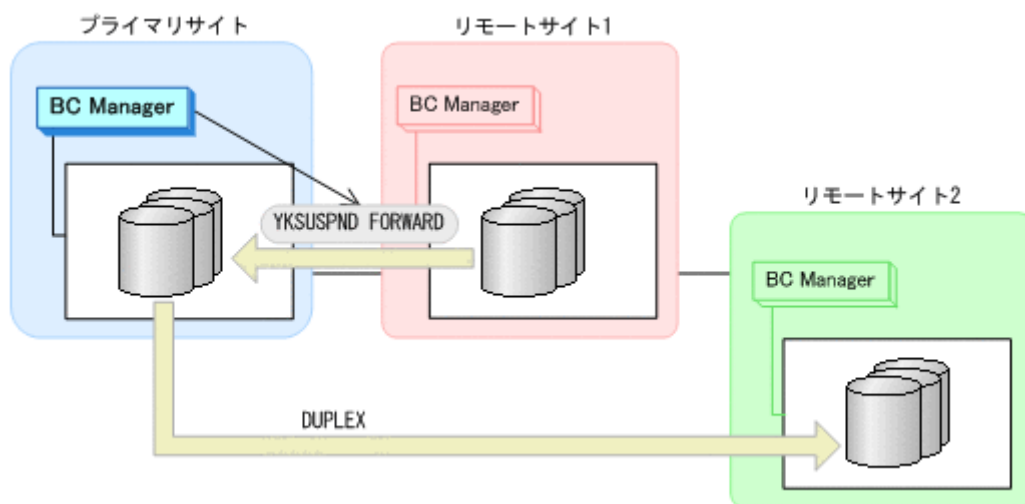 プライマリサイト
リモートサイト1
BC Manager
BC Manager
リモートサイト2
YKSUSPND FORWARD
BC Manager
DUPLEX